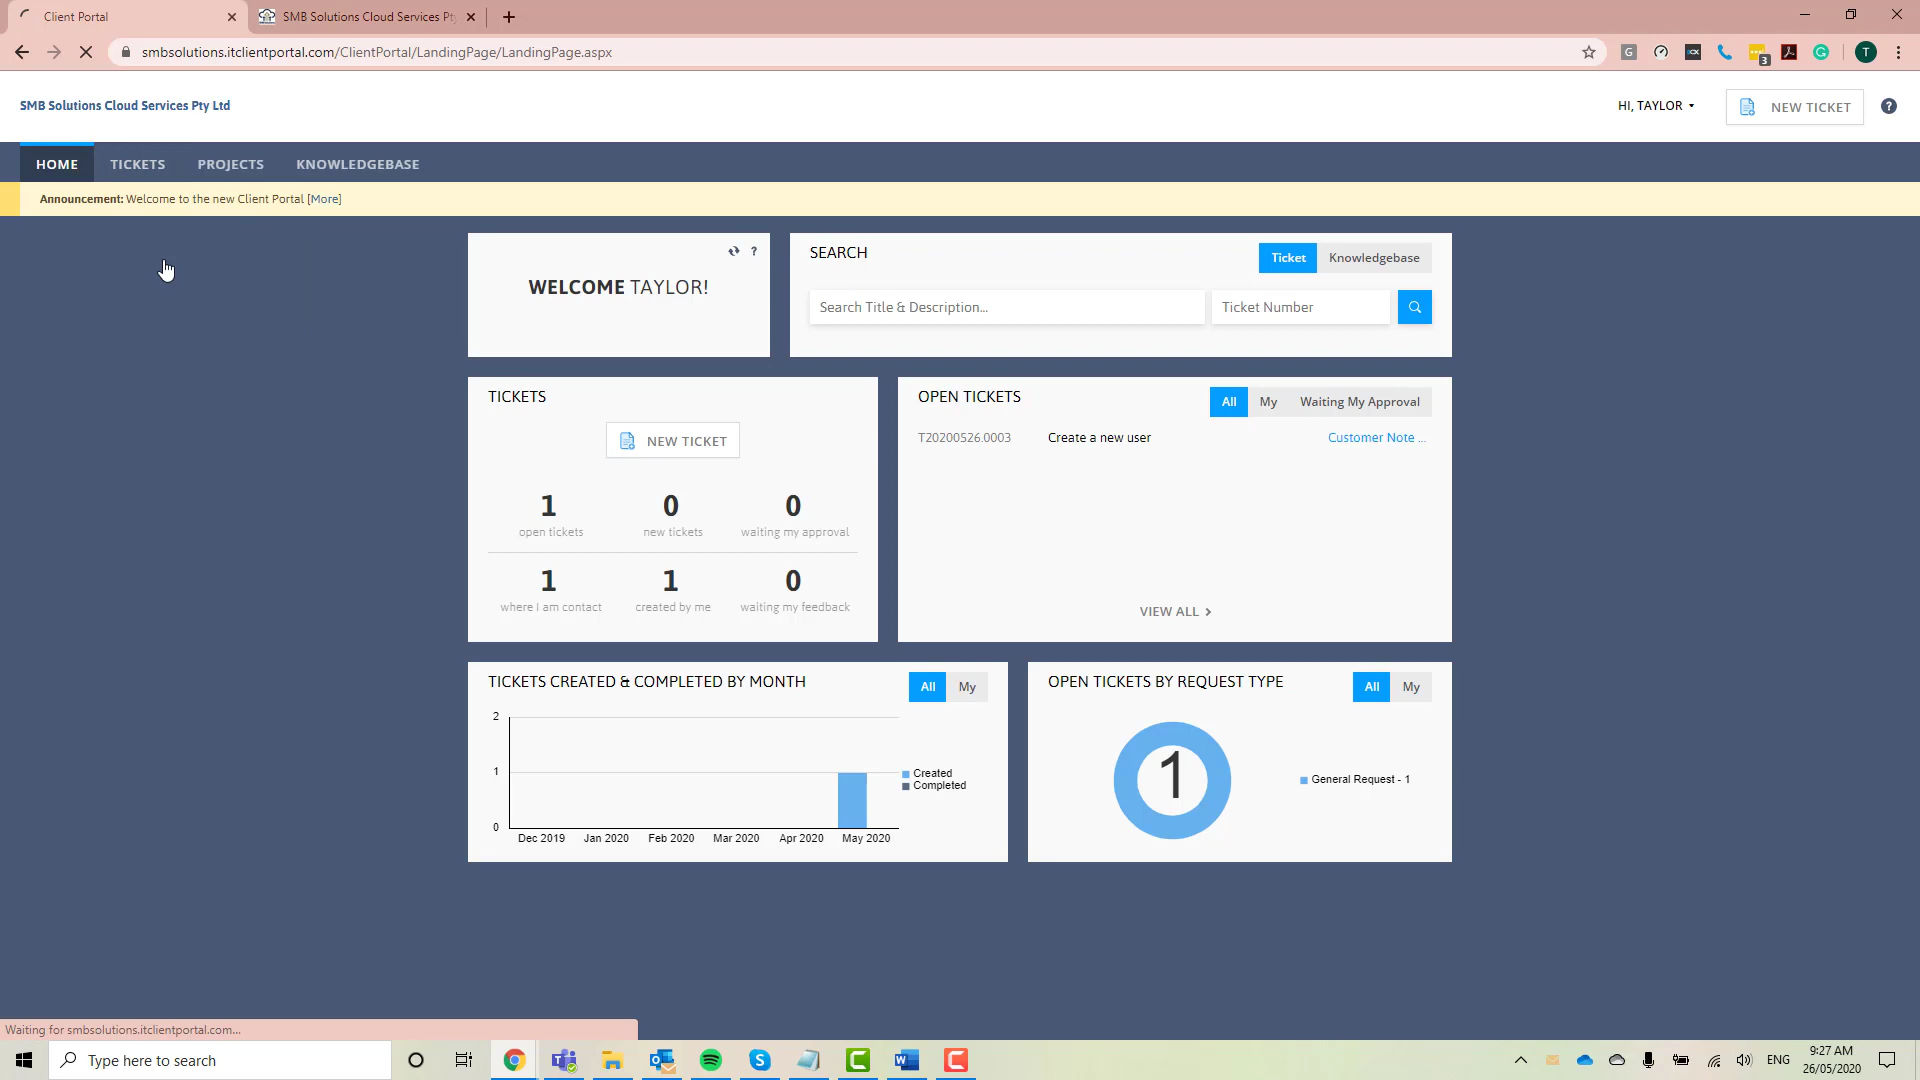 Client Portal
SMB Solutions Cloud Services Pt
smbsolutions.itclientportal.com/ClientPortal/LandingPage/LandingPage.aspx
G
3
T
SMB Solutions Cloud Services Pty Ltd
HI, TAYLOR
NEW TICKET
?
HOME
TICKETS
PROJECTS
KNOWLEDGEBASE
Announcement: Welcome to the new Client Portal [More]
?
WELCOME TAYLOR!
SEARCH
Ticket
Knowledgebase
Search Title & Description...
Ticket Number
TICKETS
NEW TICKET
1
0
0
open tickets
new tickets
waiting my approval
1
1
0
where I am contact
created by me
waiting my feedback
OPEN TICKETS
All
My
Waiting My Approval
T20200526.0003
Create a new user
Customer Note ...
VIEW ALL
TICKETS CREATED & COMPLETED BY MONTH
All
My
2
1
0
Dec 2019
Jan 2020
Feb 2020
Mar 2020
Apr 2020
May 2020
Created
Completed
OPEN TICKETS BY REQUEST TYPE
All
My
1
General Request - 1
Waiting for smbsolutions.itclientportal.com...
Type here to search
ENG
9:27 AM
26/05/2020